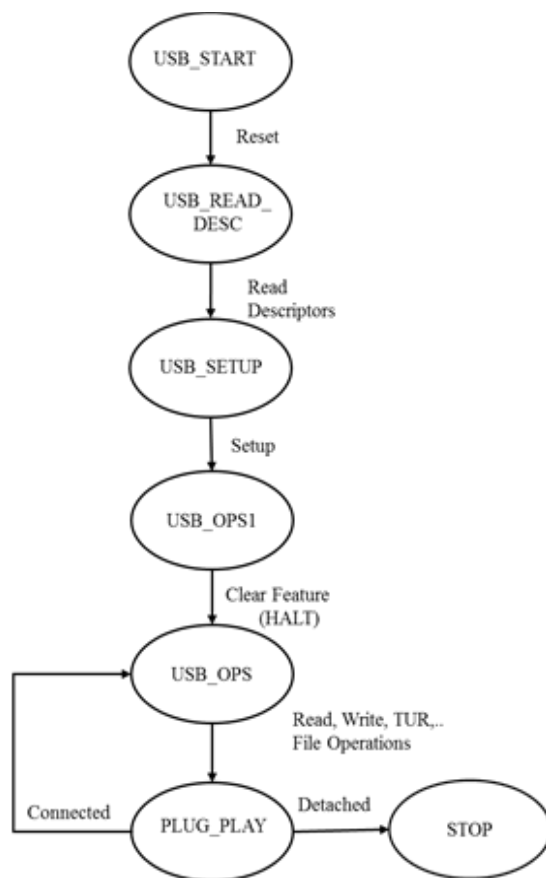 USB_START
Reset
USB_READ_
DESC
Read
Descriptors
USB_SETUP
Setup
USB_OPS1
Clear Feature
(HALT)
USB_OPS
Read, Write, TUR,..
File Operations
Connected
PLUG_PLAY
Detached
STOP